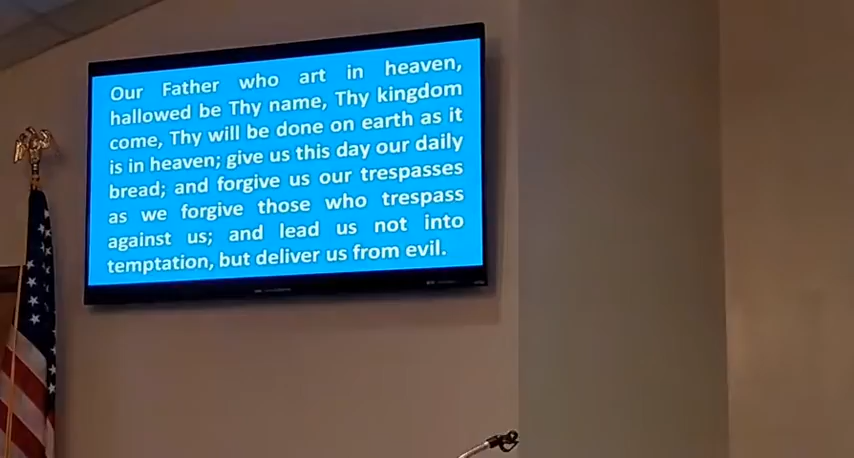 Our Father who art in heaven,
hallowed be Thy name, Thy kingdom
come, Thy will be done on earth as it
is in heaven; give us this day our daily
bread; and forgive us our trespasses
as we forgive those who trespass
against us; and lead us not into
temptation, but deliver us from evil.